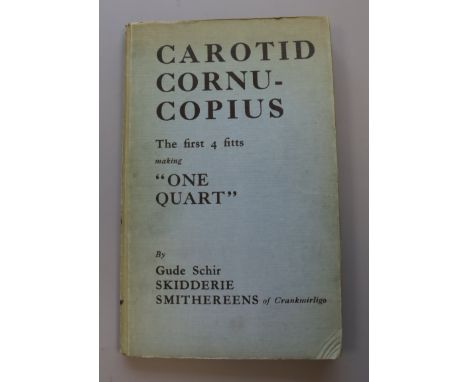 CAROTID
CORNU-
COPIUS
The first 4 fitts
making
"ONE
QUART"
By
Gude Schir
SKIDDERIE
SMITHEREENS of Crankmirligo